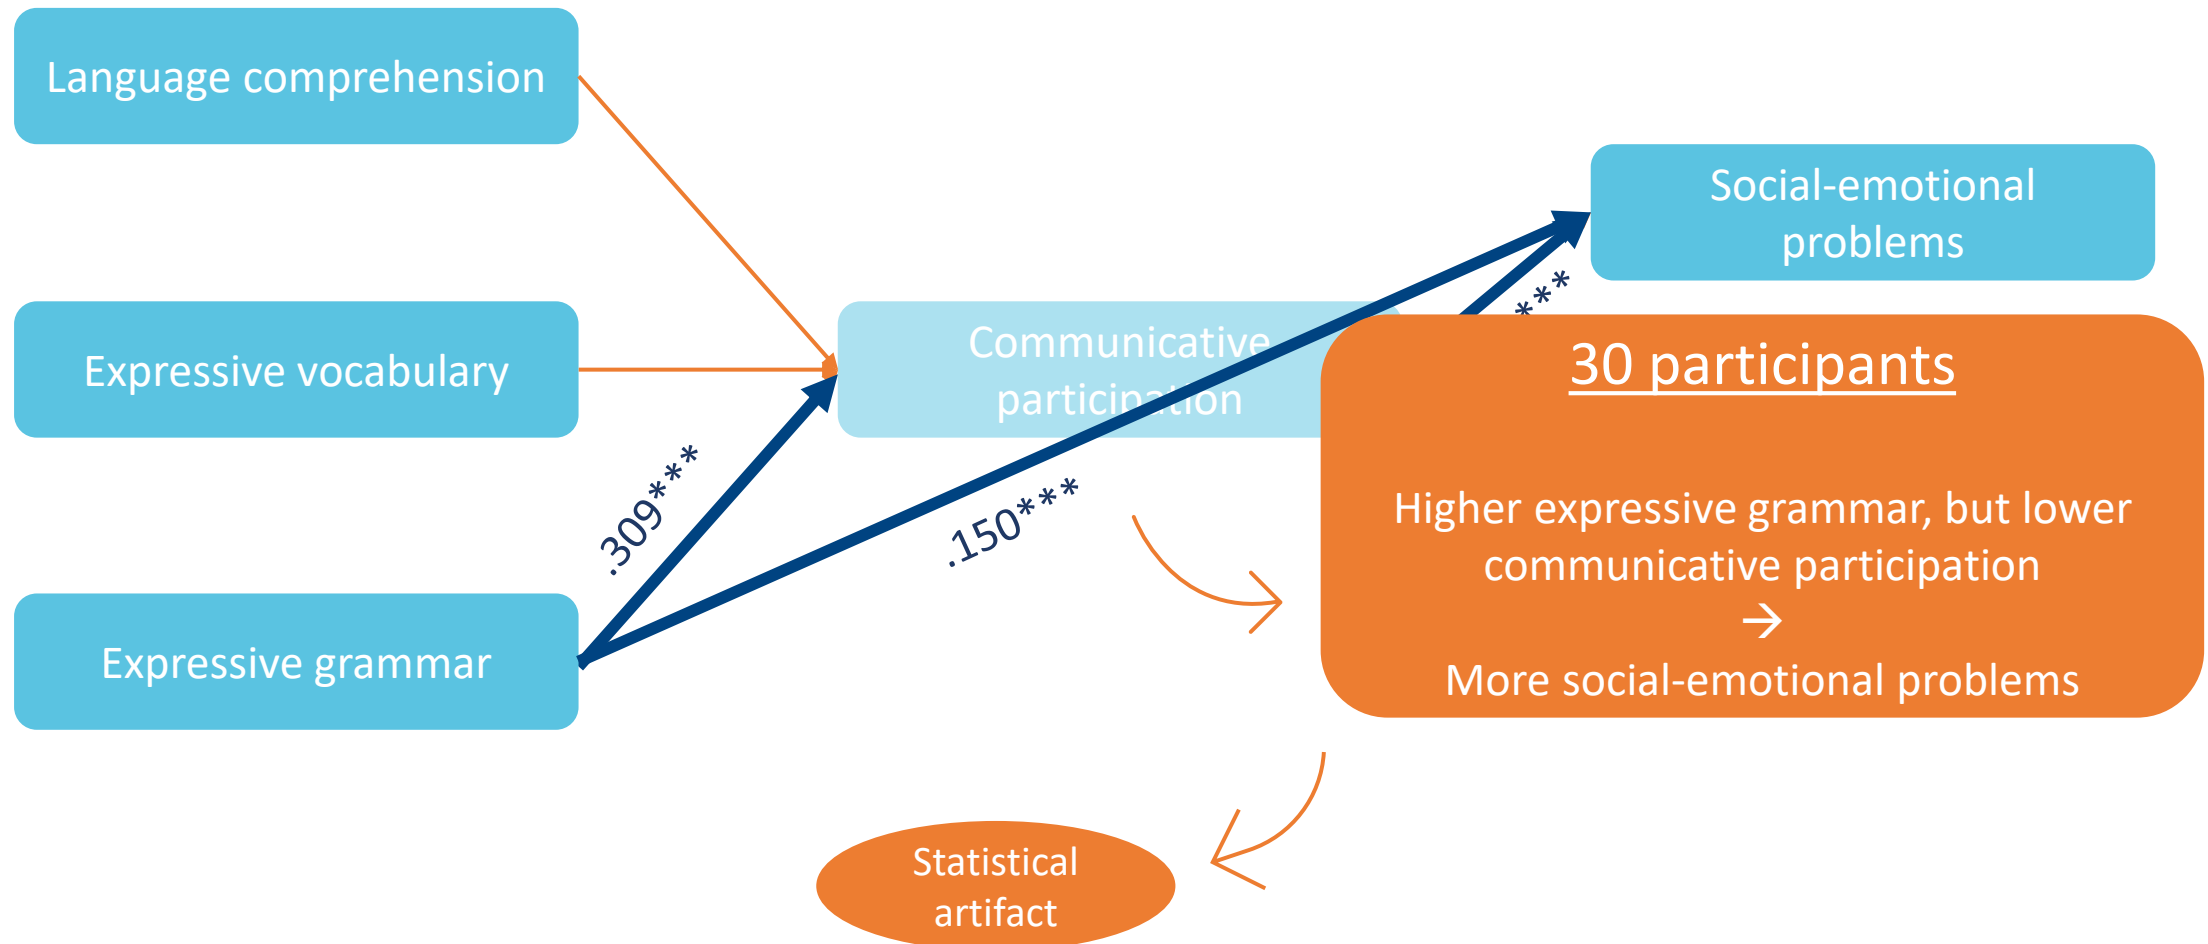 Language comprehension
Social-emotional
problems
Expressive vocabulary
Communicative
participation
***
30 participants
Higher expressive grammar, but lower
communicative participation
→
More social-emotional problems
.309***
.150***
Expressive grammar
Statistical
artifact